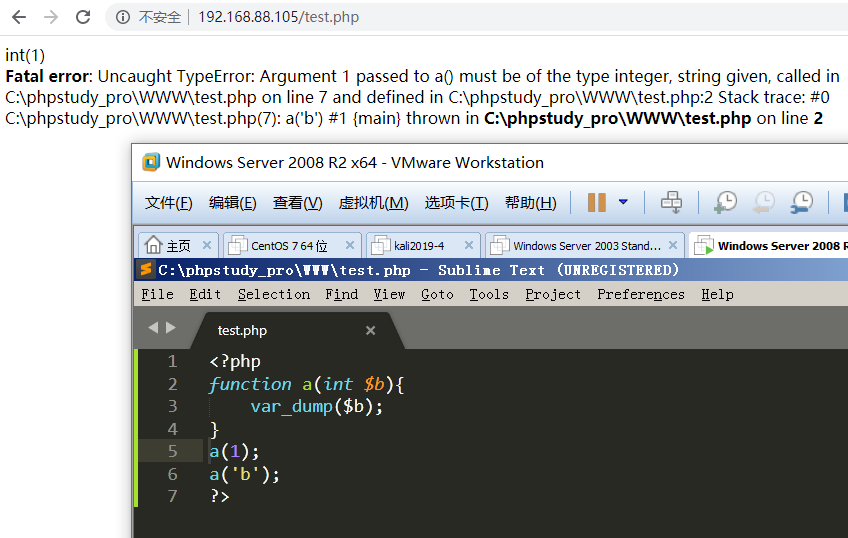 不安全 192.168.88.105/test.php
int(1)
Fatal error: Uncaught TypeError: Argument 1 passed to a() must be of the type integer, string given, called in
C:\phpstudy_pro\WWW\test.php on line 7 and defined in C:\phpstudy_pro\WWW\test.php:2 Stack trace: #0
C:\phpstudy_pro\WWW\test.php(7): a('b') #1 {main} thrown in C:\phpstudy_pro\WWW\test.php on line 2
Windows Server 2008 R2 x64 - VMware Workstation
文件(F) 编辑(E) 查看(V) 虚拟机(M) 选项卡(T) 帮助(H)
主页 CentOS 7 64 位 kali2019-4 Windows Server 2003 Stand... Windows Server 2008 R
C:\phpstudy_pro\WWW\test.php - Sublime Text (UNREGISTERED)
File Edit Selection Find View Goto Tools Project Preferences Help
test.php
1 <?php
2 function a(int $b){
3 var_dump($b);
4 }
5 a(1);
6 a('b');
7 ?>